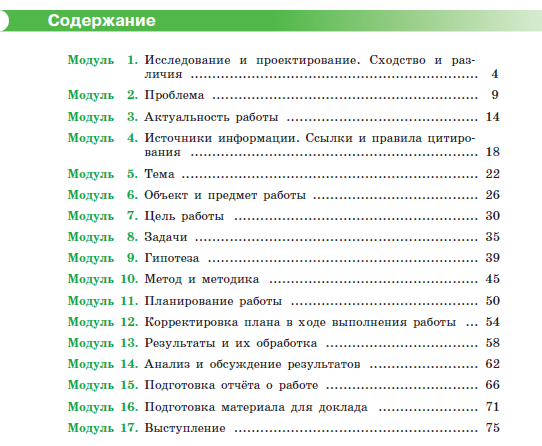 Содержание
Модуль 1. Исследование и проектирование. Сходство и раз-
личия ................................................................. 4
Модуль 2. Проблема ............................................................. 9
Модуль 3. Актуальность работы ............................................ 14
Модуль 4. Источники информации. Ссылки и правила цитиро-
вания ................................................................. 18
Модуль 5. Тема .................................................................... 22
Модуль 6. Объект и предмет работы ...................................... 26
Модуль 7. Цель работы ........................................................ 30
Модуль 8. Задачи ................................................................ 35
Модуль 9. Гипотеза ............................................................. 39
Модуль 10. Метод и методика ................................................ 45
Модуль 11. Планирование работы .......................................... 50
Модуль 12. Корректировка плана в ходе выполнения работы ... 54
Модуль 13. Результаты и их обработка .................................... 58
Модуль 14. Анализ и обсуждение результатов .......................... 62
Модуль 15. Подготовка отчёта о работе .................................... 66
Модуль 16. Подготовка материала для доклада ........................ 71
Модуль 17. Выступление ........................................................ 75